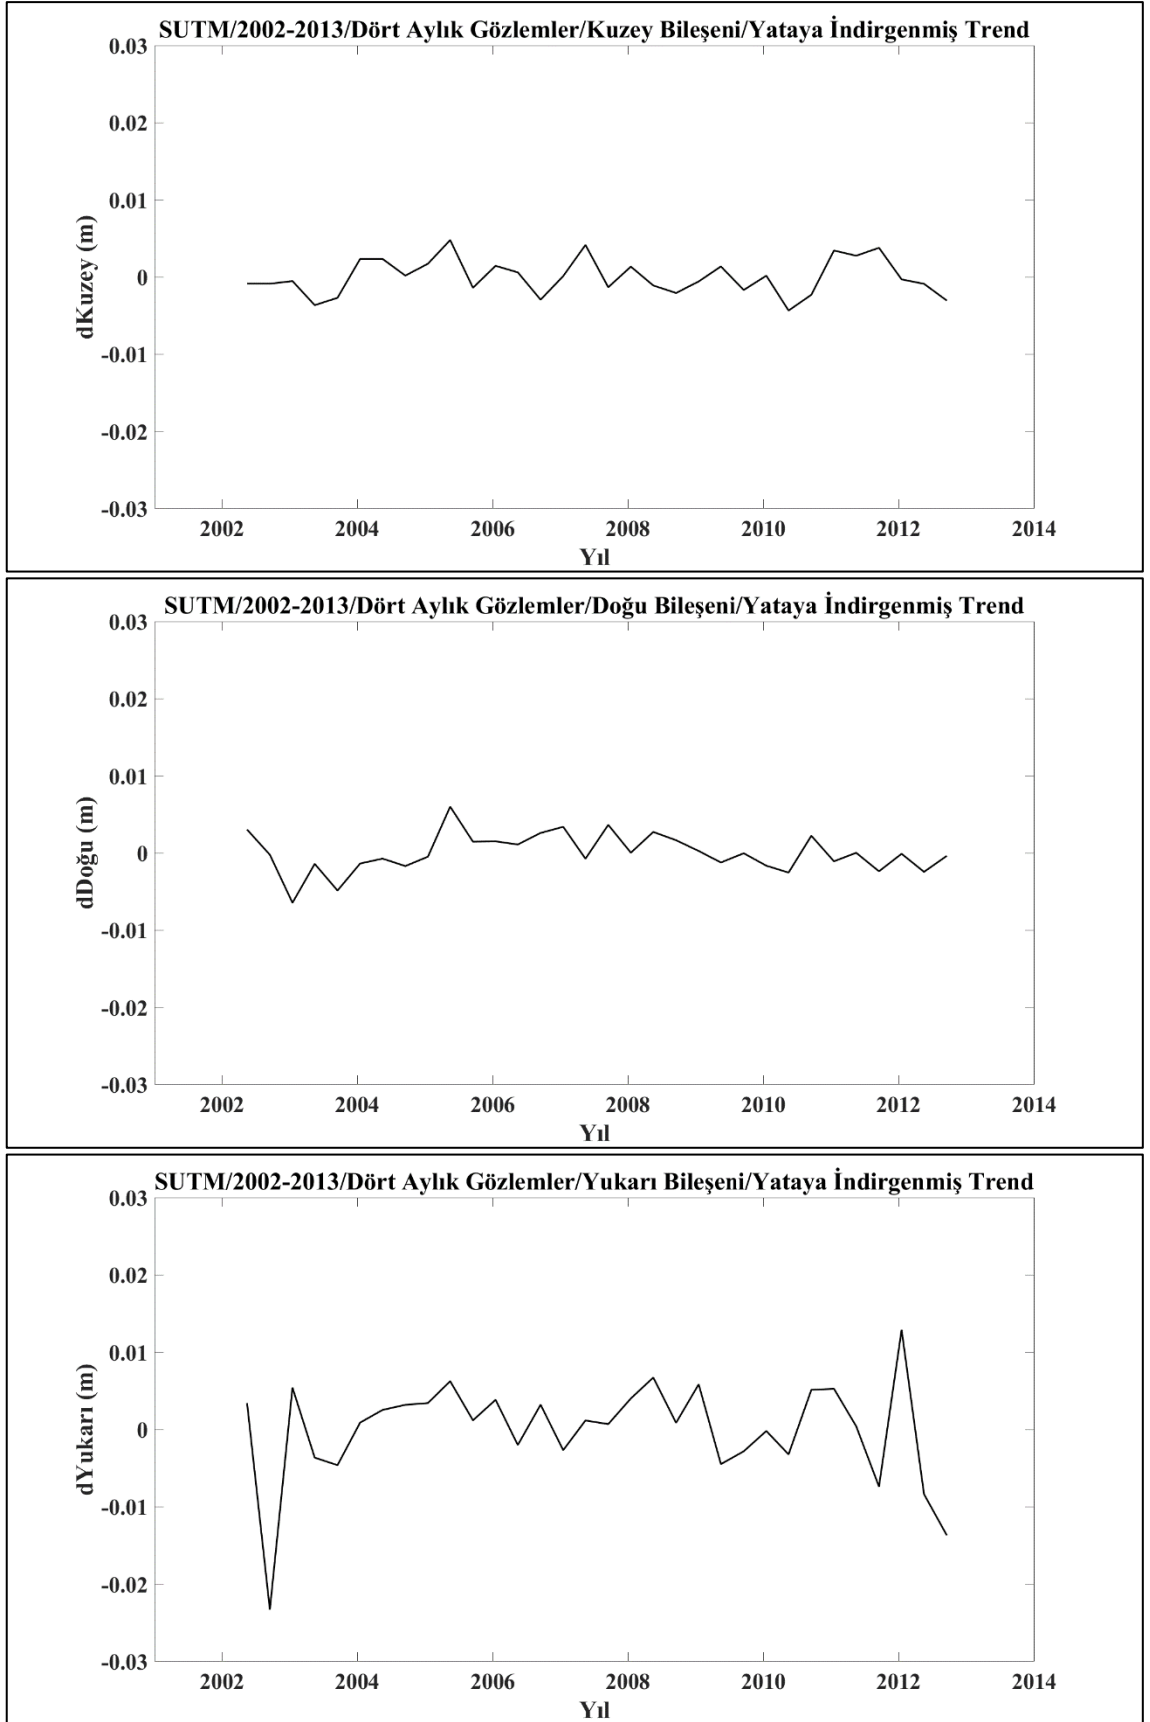 SUTM/2002-2013/Dört Aylık Gözlemler/Kuzey Bileşeni/Yataya İndirgenmiş Trend
0.03
0.02
0.01
0
-0.01
-0.02
-0.03
dKuzey (m)
2002 2004 2006 2008 2010 2012 2014
Yıl
SUTM/2002-2013/Dört Aylık Gözlemler/Doğu Bileşeni/Yataya İndirgenmiş Trend
0.03
0.02
0.01
0
-0.01
-0.02
-0.03
dDoğu (m)
2002 2004 2006 2008 2010 2012 2014
Yıl
SUTM/2002-2013/Dört Aylık Gözlemler/Yukarı Bileşeni/Yataya İndirgenmiş Trend
0.03
0.02
0.01
0
-0.01
-0.02
-0.03
dYukarı (m)
2002 2004 2006 2008 2010 2012 2014
Yıl